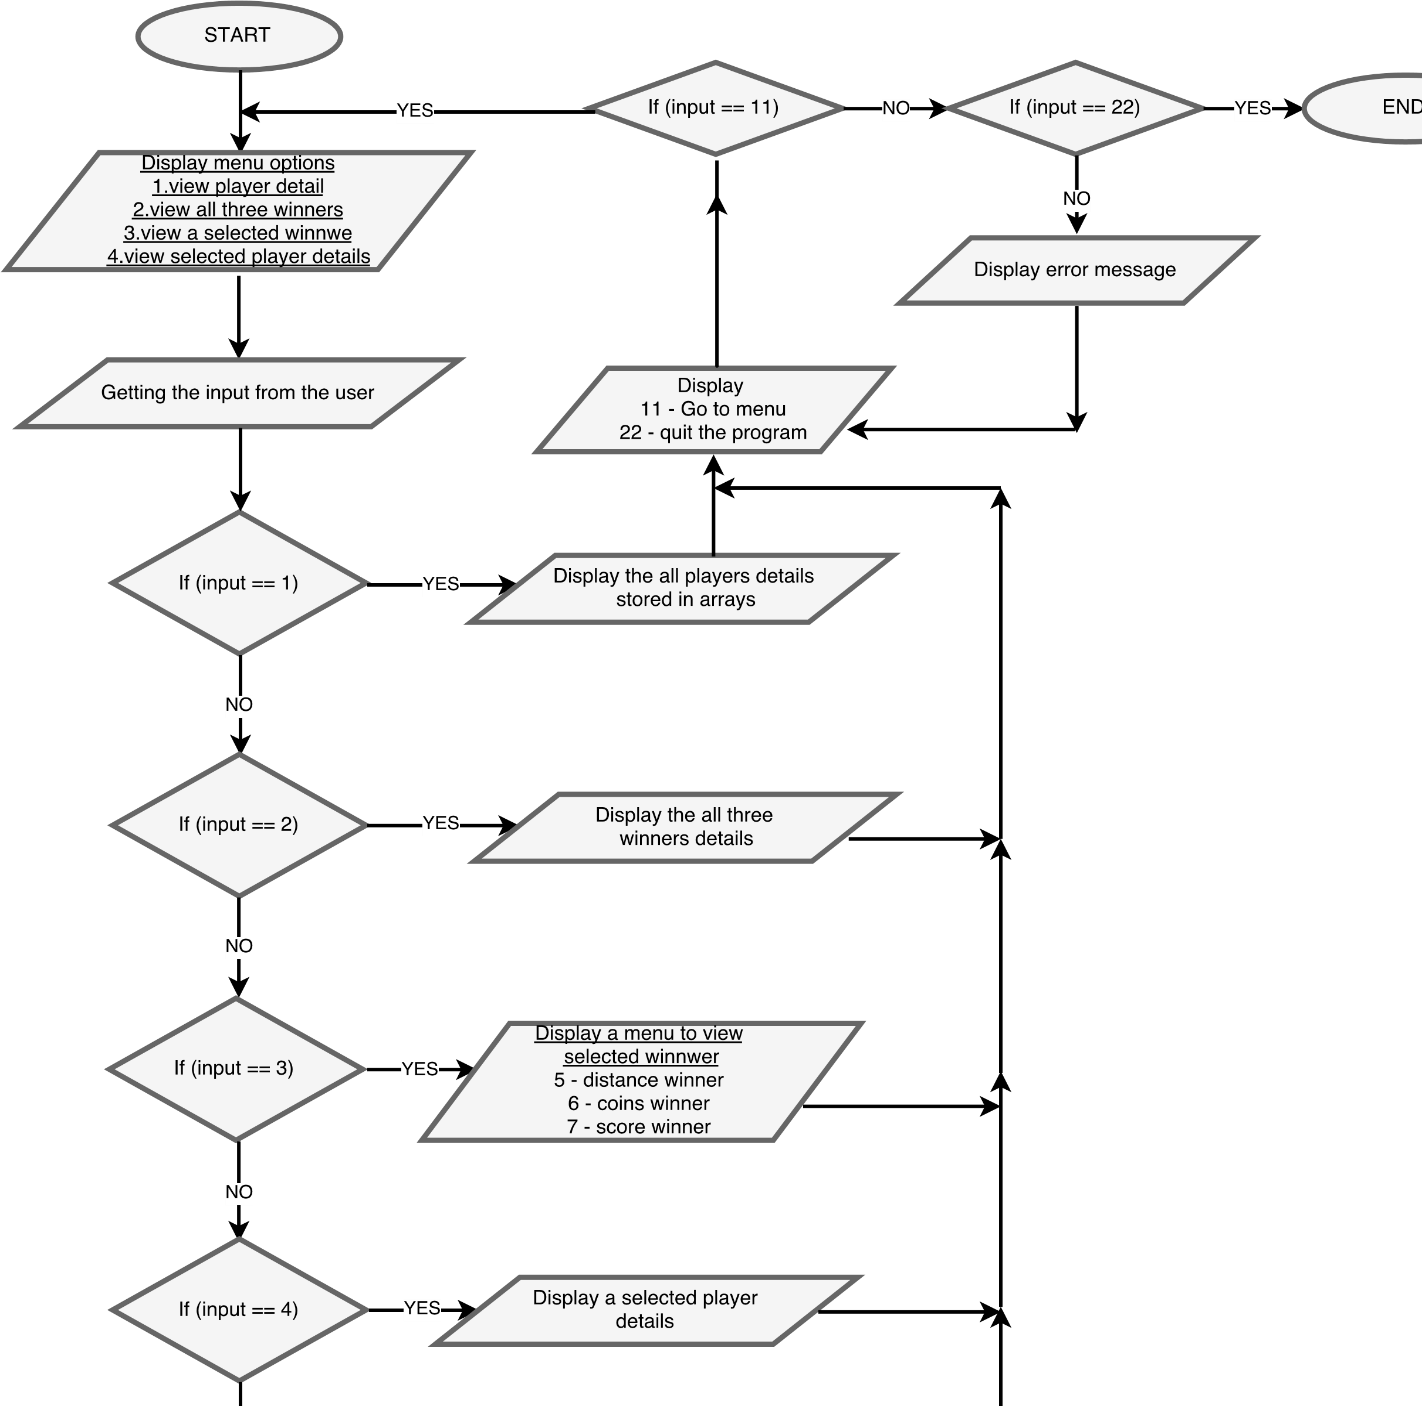 START
If (input == 11)
If (input == 22)
END
YES
NO
YES
Display menu options
1.view player detail
2.view all three winners
3.view a selected winnwe
4.view selected player details
NO
Display error message
Getting the input from the user
Display
11 - Go to menu
22 - quit the program
If (input == 1)
YES
Display the all players details
stored in arrays
NO
If (input == 2)
YES
Display the all three
winners details
NO
If (input == 3)
YES
Display a menu to view
selected winnwer
5 - distance winner
6 - coins winner
7 - score winner
NO
If (input == 4)
YES
Display a selected player
details